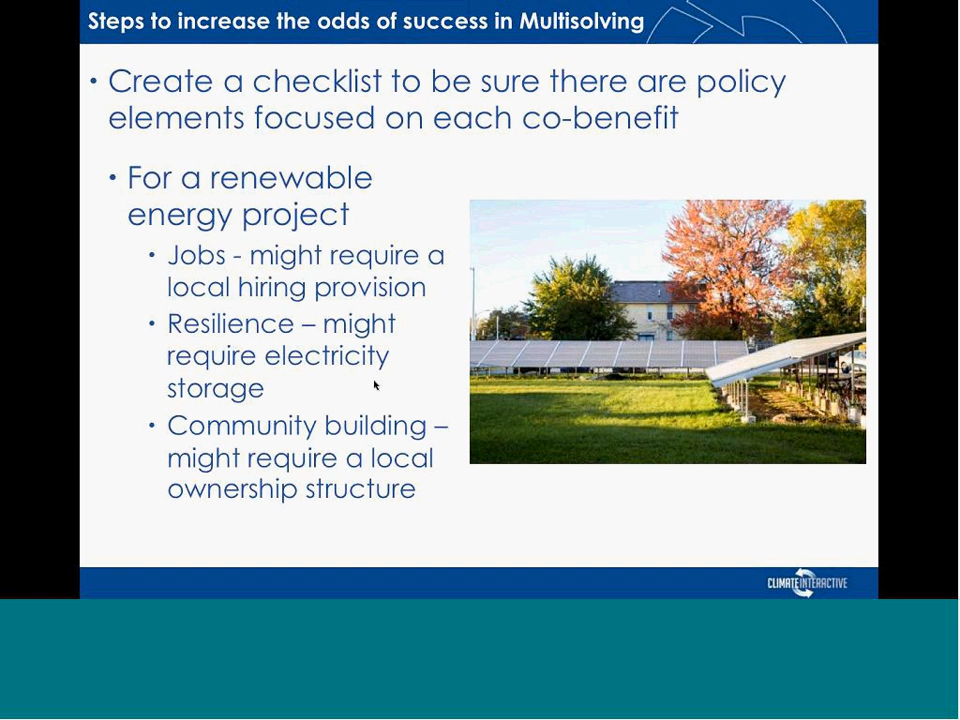 Steps to increase the odds of success in Multisolving
• Create a checklist to be sure there are policy
elements focused on each co-benefit
• For a renewable
energy project
• Jobs - might require a
local hiring provision
• Resilience – might
require electricity
storage
• Community building –
might require a local
ownership structure
CLIMATE INTERACTIVE